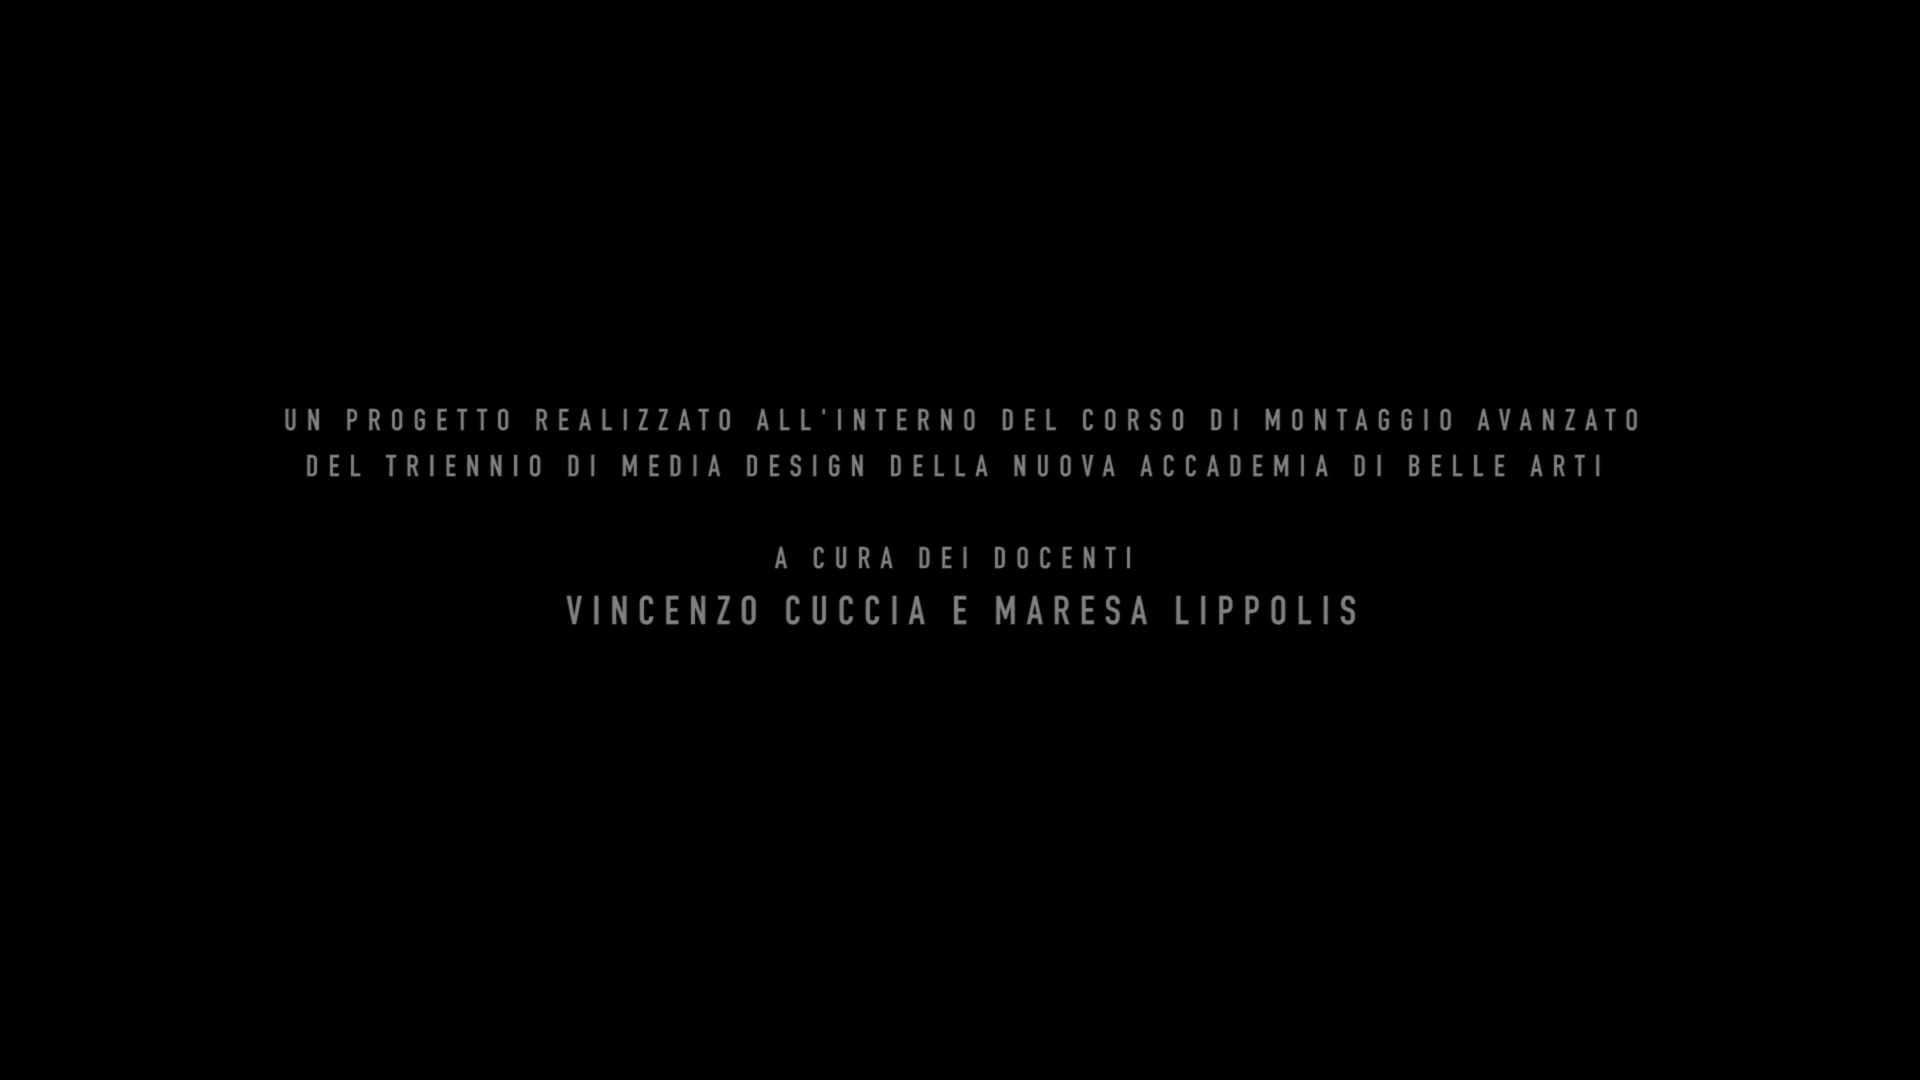 UN PROGETTO REALIZZATO ALL'INTERNO DEL CORSO DI MONTAGGIO AVANZATO
DEL TRIENNIO DI MEDIA DESIGN DELLA NUOVA ACCADEMIA DI BELLE ARTI
A CURA DEI DOCENTI
VINCENZO CUCCIA E MARESA LIPPOLIS